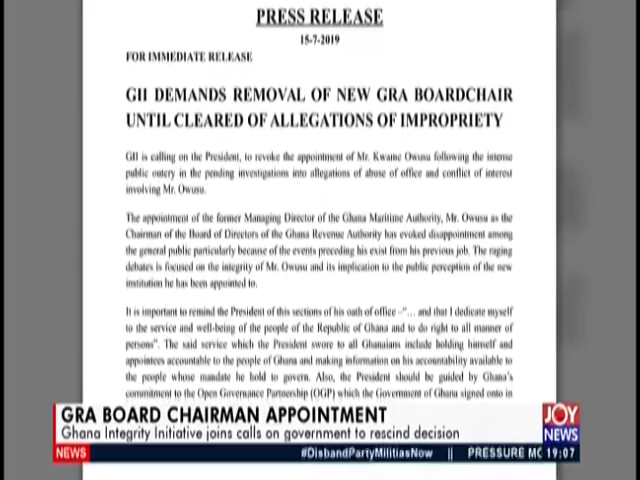 PRESS RELEASE
15-7-2019
FOR IMMEDIATE RELEASE
GII DEMANDS REMOVAL OF NEW GRA BOARDCHAIR
UNTIL CLEARED OF ALLEGATIONS OF IMPROPRIETY
GII is calling on the President, to revoke the appointment of Mr. Kwame Owusu following the intense
public outcry in the pending investigations into allegations of abuse of office and conflict of interest
involving Mr. Owusu.
The appointment of the former Managing Director of the Ghana Maritime Authority, Mr. Owusu as the
Chairman of the Board of Directors of the Ghana Revenue Authority has evoked disappointment among
the general public particularly because of the events preceding his exist from his previous job. The raging
debates is focused on the integrity of Mr. Owusu and its implication to the public perception of the new
institution he has been appointed to.
It is important to remind the President of this sections of his oath of office –"... and that I dedicate myself
to the service and well-being of the people of the Republic of Ghana and to do right to all manner of
persons". The said service which the President swore to all Ghanaians include holding himself and
appointees accountable to the people of Ghana and making information on his accountability available to
the people whose mandate he hold to govern. Also, the President should be guided by Ghana's
commitment to the Open Governance Partnership (OGP) which the Government of Ghana signed onto in
GRA BOARD CHAIRMAN APPOINTMENT
Ghana Integrity Initiative joins calls on government to rescind decision
JOY
NEWS
NEWS
#DisbandPartyMilitiasNow || PRESSURE MO 19:07